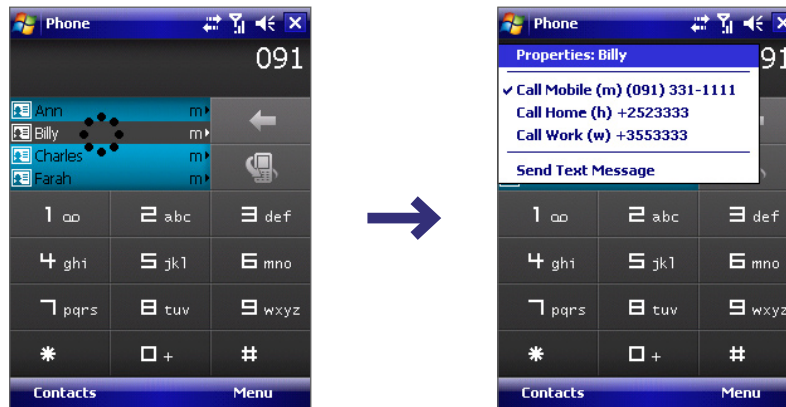 Phone
091
Ann m
Billy m
Charles m
Farah m
1
2 abc
3 def
4 ghi
5 jkl
6 mno
7 pqrs
8 tuv
9 wxyz
*
0 +
#
Contacts Menu
Phone
91
Properties: Billy
Call Mobile (m) (091) 331-1111
Call Home (h) +2523333
Call Work (w) +3553333
Send Text Message
1
2 abc
3 def
4 ghi
5 jkl
6 mno
7 pqrs
8 tuv
9 wxyz
*
0 +
#
Contacts Menu